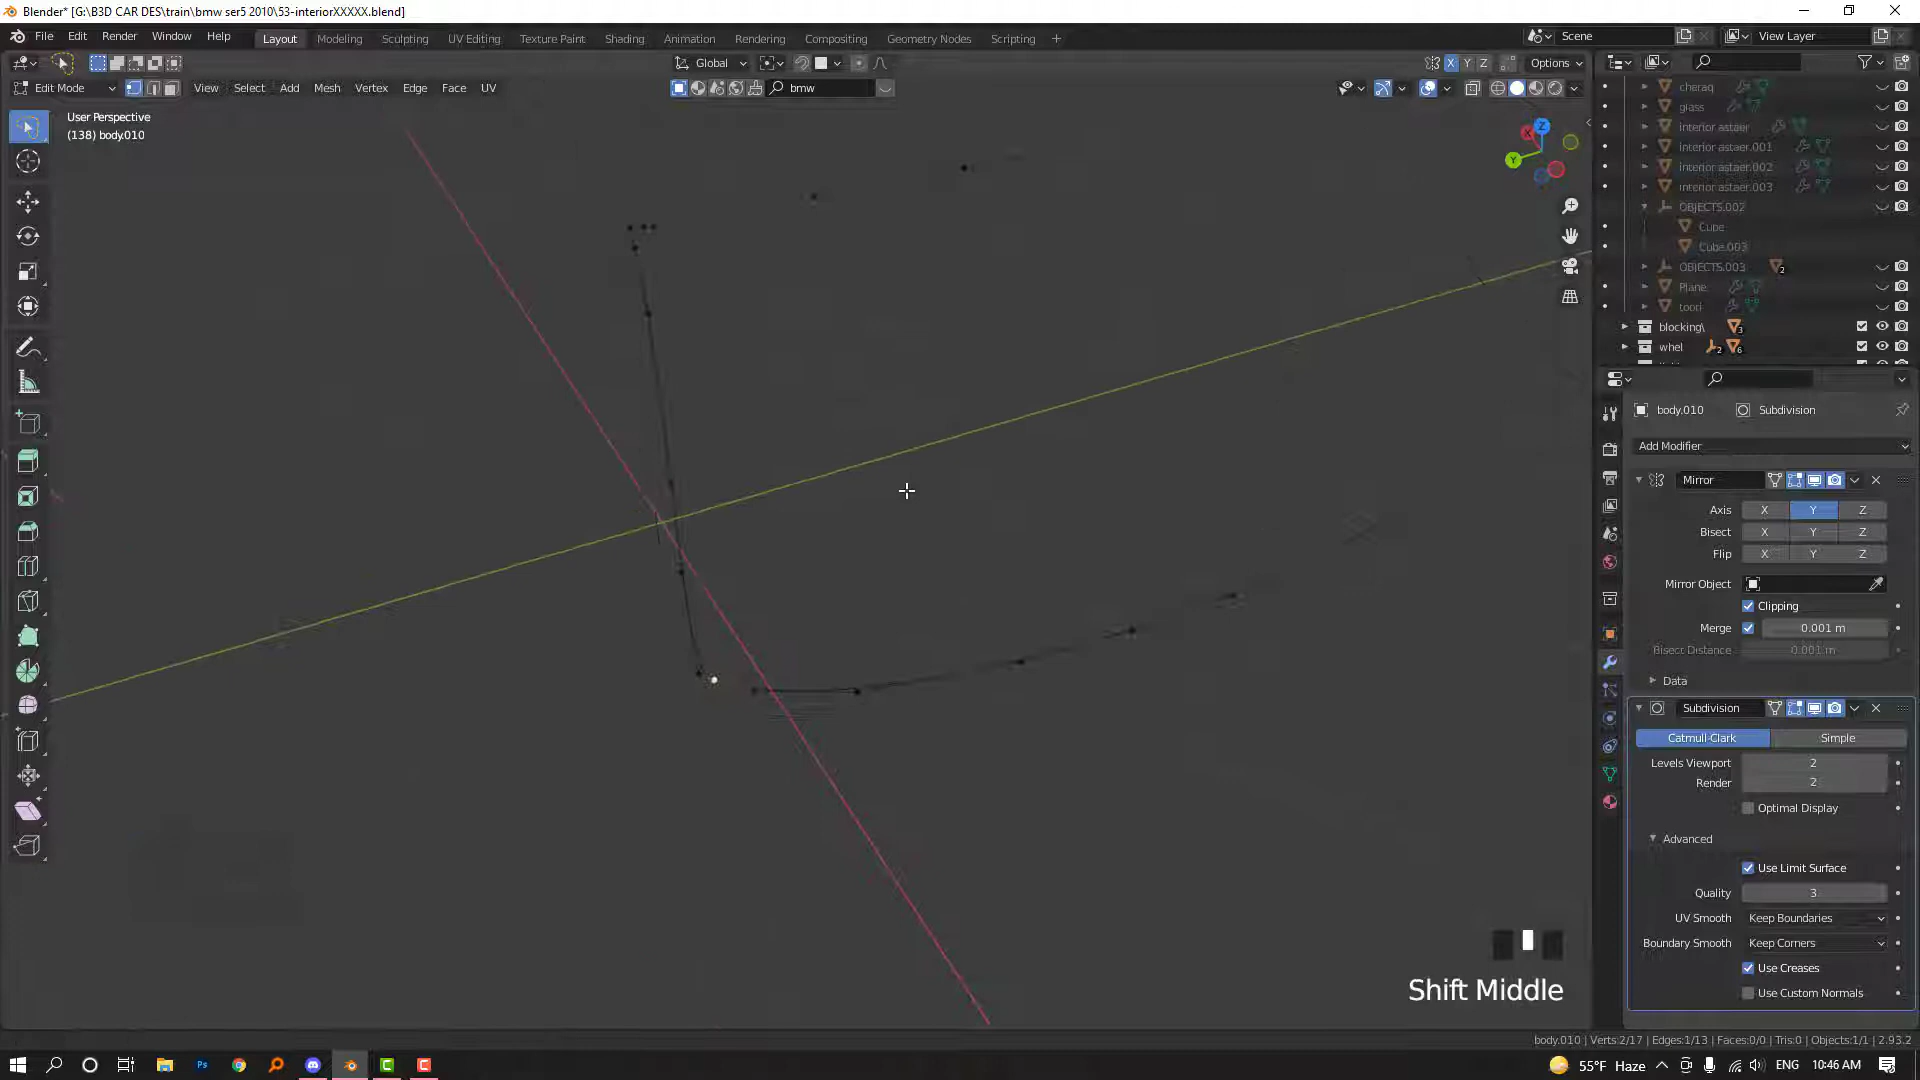 Blender* [G:\B3D CAR DES\train\bmw ser5 2010\53-interiorXXXXX.blend]
File Edit Render Window Help Layout Modeling Sculpting UV Editing Texture Paint Shading Animation Rendering Compositing Geometry Nodes Scripting + Scene View Layer
Global X Y Z Options
Edit Mode View Select Add Mesh Vertex Edge Face UV bmw
User Perspective
(138) body.010
Z
X
Y
cheraq
glass
interior astaer
interior astaer.001
interior astaer.002
interior astaer.003
OBJECTS.002
Cube
Cube.003
OBJECTS.003 2
Plane
toori
blocking\ 3
whel 2 6
body.010 Subdivision
Add Modifier
Mirror
Axis X Y Z
Bisect X Y Z
Flip X Y Z
Mirror Object
Clipping
Merge 0.001 m
Bisect Distance 0.001 m
Data
Subdivision
Catmull-Clark Simple
Levels Viewport 2
Render 2
Optimal Display
Advanced
Use Limit Surface
Quality 3
UV Smooth Keep Boundaries
Boundary Smooth Keep Corners
Use Creases
Use Custom Normals
Shift Middle
body.010 | Verts:2/17 | Edges:1/13 | Faces:0/0 | Tris:0 | Objects:1/1 | 2.93.2
Ps 55°F Haze ENG 10:46 AM